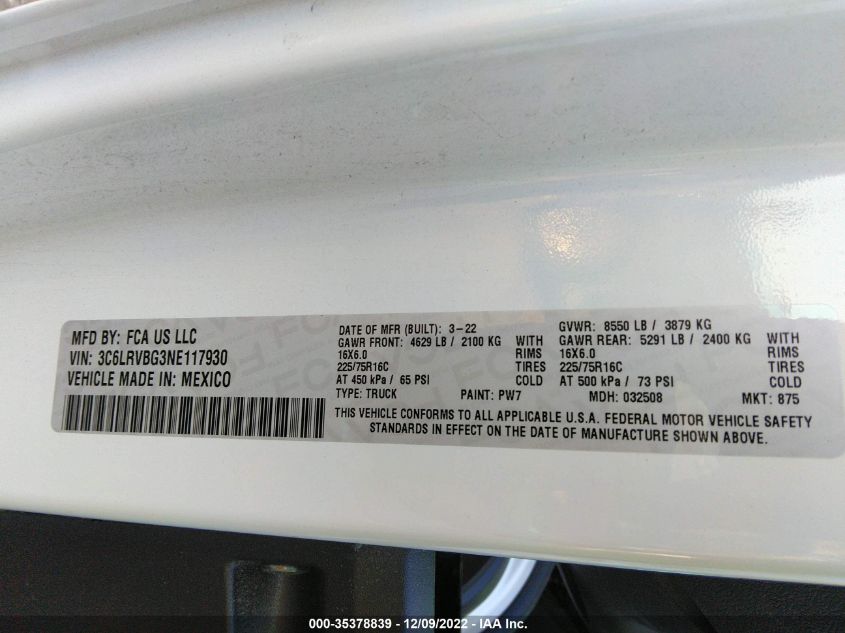 MFD BY: FCA US LLC
VIN: 3C6LRVBG3NE117930
VEHICLE MADE IN: MEXICO
DATE OF MFR (BUILT): 3-22
GAWR FRONT: 4629 LB / 2100 KG WITH
16X6.0 RIMS
225/75R16C TIRES
AT 450 kPa / 65 PSI COLD
TYPE: TRUCK PAINT: PW7
GVWR: 8550 LB / 3879 KG
GAWR REAR: 5291 LB / 2400 KG WITH
16X6.0 RIMS
225/75R16C TIRES
AT 500 kPa / 73 PSI COLD
MDH: 032508 MKT: 875
THIS VEHICLE CONFORMS TO ALL APPLICABLE U.S.A. FEDERAL MOTOR VEHICLE SAFETY
STANDARDS IN EFFECT ON THE DATE OF MANUFACTURE SHOWN ABOVE.
000-35378839 - 12/09/2022 - IAA Inc.